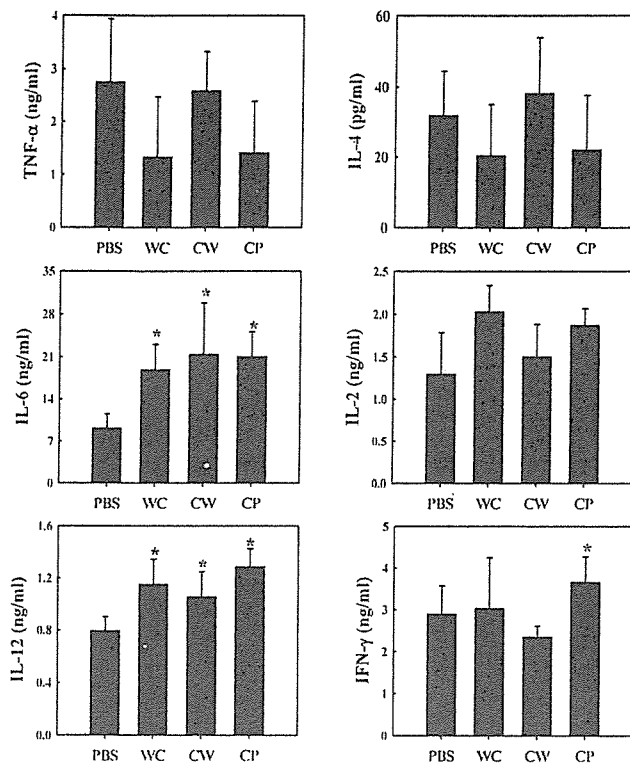 TNF-α (ng/ml)
4
3
2
1
0
PBS WC CW CP
IL-4 (pg/ml)
60
40
20
0
PBS WC CW CP
IL-6 (ng/ml)
35
28
21
14
7
0
* * *
PBS WC CW CP
IL-2 (ng/ml)
2.5
2.0
1.5
1.0
0.5
0.0
PBS WC CW CP
IL-12 (ng/ml)
1.6
1.2
0.8
0.4
0.0
* * *
PBS WC CW CP
IFN-γ (ng/ml)
5
4
3
2
1
0
*
PBS WC CW CP